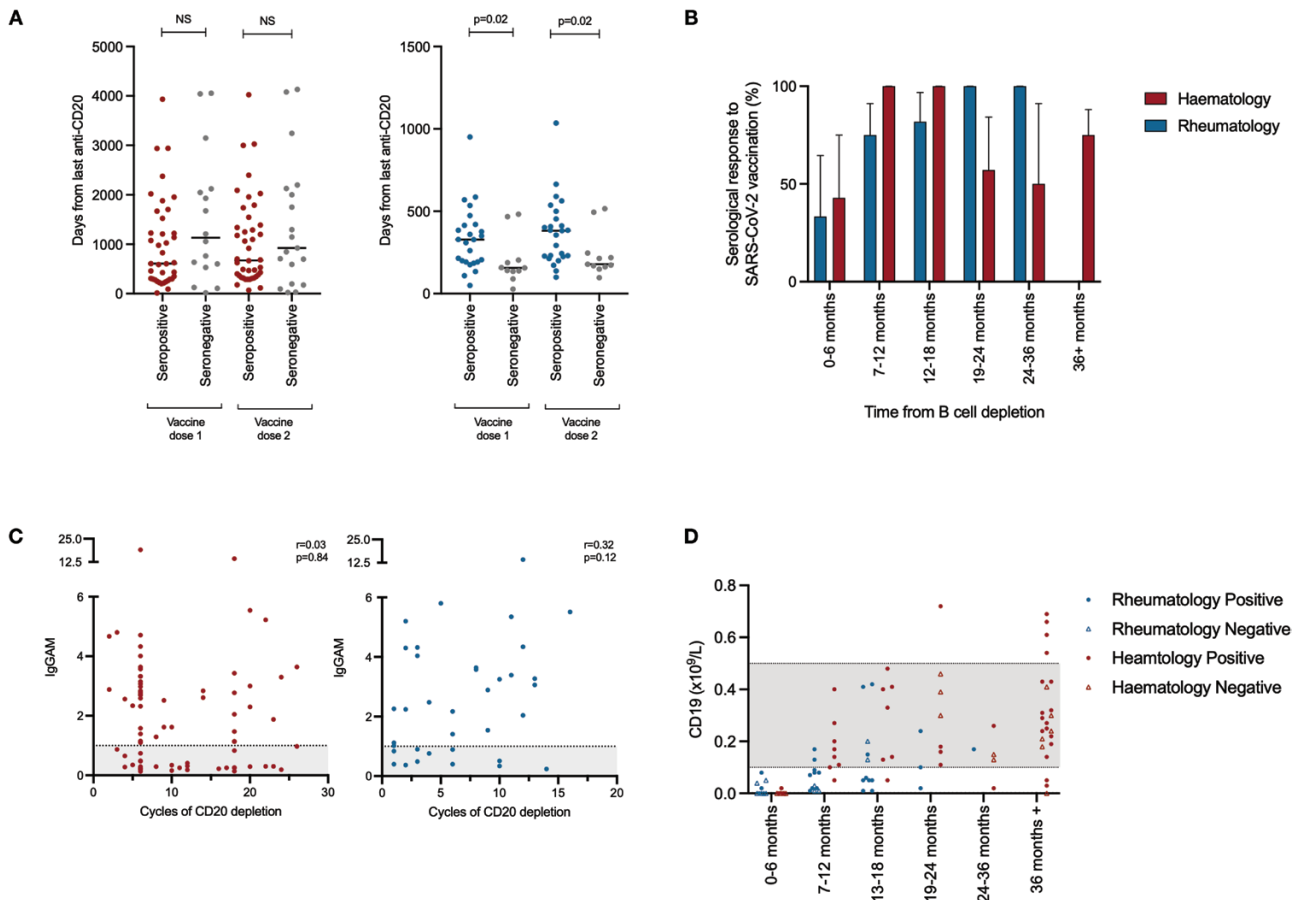 A
NS
NS
Days from last anti-CD20
5000
4000
3000
2000
1000
0
Seropositive
Seronegative
Seropositive
Seronegative
Vaccine
dose 1
Vaccine
dose 2
p=0.02
p=0.02
Days from last anti-CD20
1500
1000
500
0
Seropositive
Seronegative
Seropositive
Seronegative
Vaccine
dose 1
Vaccine
dose 2
B
Serological response to
SARS-CoV-2 vaccination (%)
100
50
0
0-6 months
7-12 months
12-18 months
19-24 months
24-36 months
36+ months
Time from B cell depletion
Haematology
Rheumatology
C
25.0
12.5
6
4
2
0
IgGAM
r=0.03
p=0.84
0
10
20
30
Cycles of CD20 depletion
25.0
12.5
6
4
2
0
r=0.32
p=0.12
0
5
10
15
20
Cycles of CD20 depletion
D
CD19 (x10⁹/L)
0.8
0.6
0.4
0.2
0.0
0-6 months
7-12 months
13-18 months
19-24 months
24-36 months
36 months +
Rheumatology Positive
Rheumatology Negative
Heamtology Positive
Haematology Negative